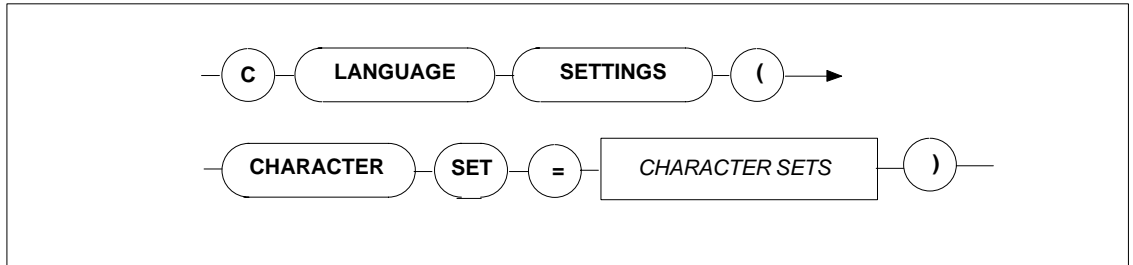 C LANGUAGE SETTINGS (
CHARACTER SET = CHARACTER SETS )